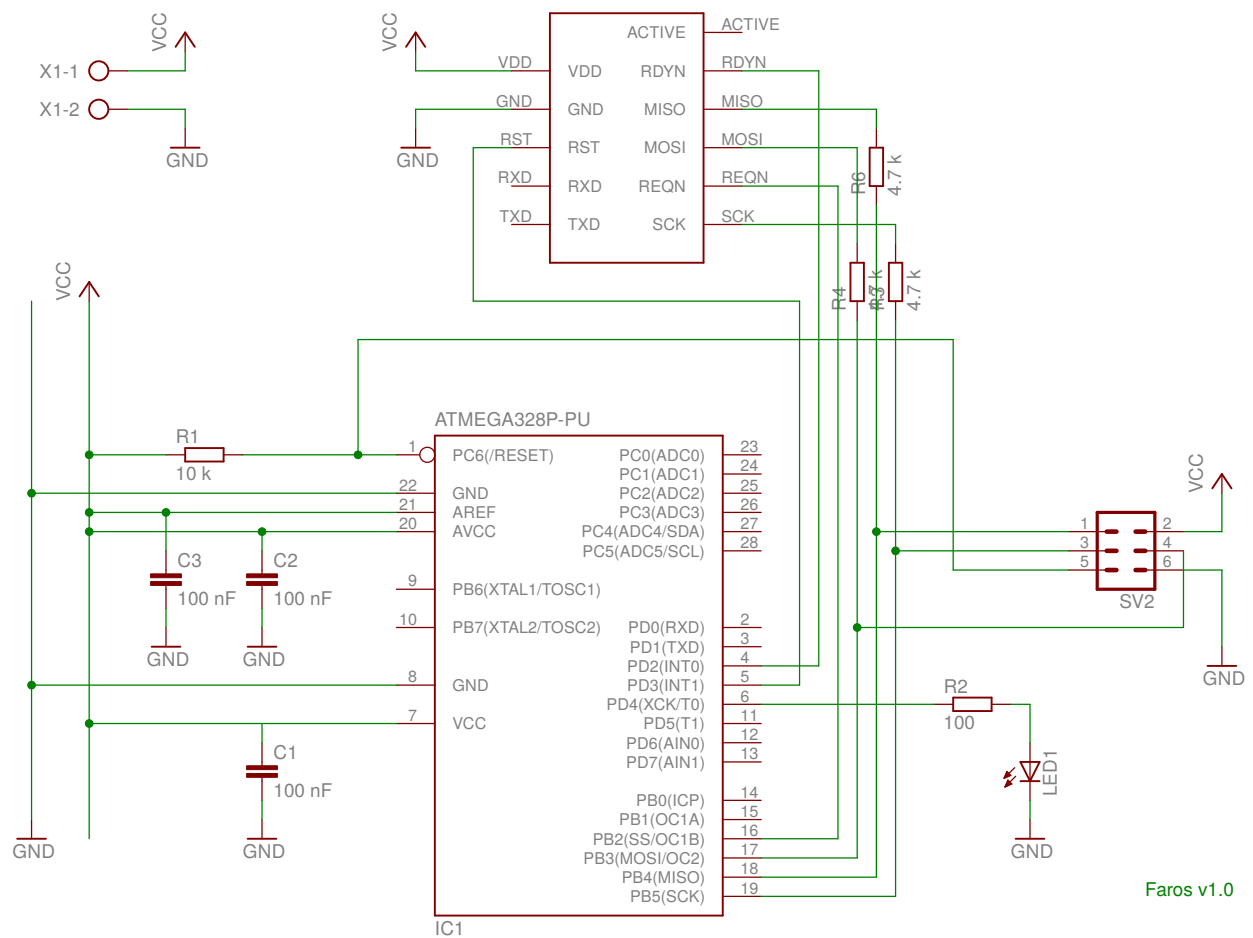 VCC
X1-1
X1-2
GND
VCC
GND
VDD
GND
RST
RXD
TXD
VDD
GND
RST
RXD
TXD
ACTIVE
RDYN
MISO
MOSI
REQN
SCK
ACTIVE
RDYN
MISO
MOSI
REQN
SCK
R6
4.7 k
R4
4.7 k
VCC
GND
R1
10 k
C3
100 nF
GND
C2
100 nF
GND
C1
100 nF
GND
ATMEGA328P-PU
1 PC6(/RESET)
22 GND
21 AREF
20 AVCC
9 PB6(XTAL1/TOSC1)
10 PB7(XTAL2/TOSC2)
8 GND
7 VCC
PC0(ADC0) 23
PC1(ADC1) 24
PC2(ADC2) 25
PC3(ADC3) 26
PC4(ADC4/SDA) 27
PC5(ADC5/SCL) 28
PD0(RXD) 2
PD1(TXD) 3
PD2(INT0) 4
PD3(INT1) 5
PD4(XCK/T0) 6
PD5(T1) 11
PD6(AIN0) 12
PD7(AIN1) 13
PB0(ICP) 14
PB1(OC1A) 15
PB2(SS/OC1B) 16
PB3(MOSI/OC2) 17
PB4(MISO) 18
PB5(SCK) 19
IC1
VCC
1 2
3 4
5 6
SV2
GND
R2
100
LED1
GND
Faros v1.0